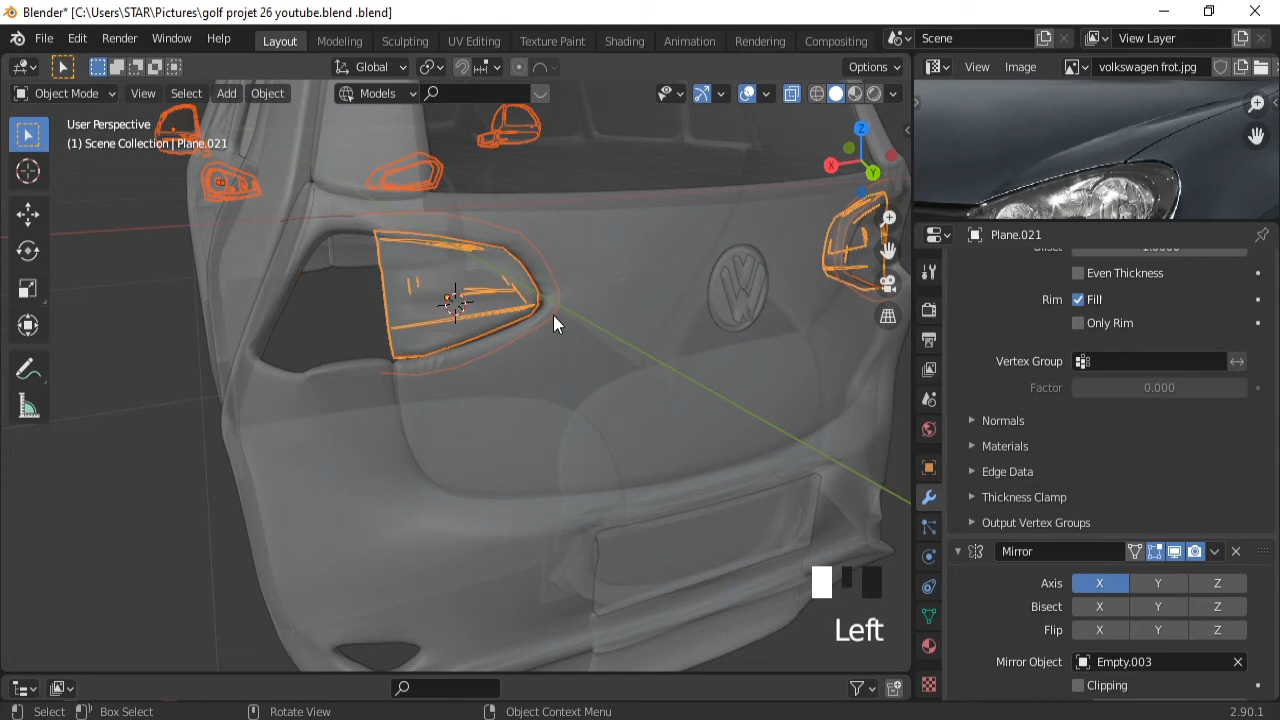 Blender* [C:\Users\STAR\Pictures\golf projet 26 youtube.blend .blend]
File Edit Render Window Help
Layout Modeling Sculpting UV Editing Texture Paint Shading Animation Rendering Compositing
Scene
View Layer
Global
Options
View Image
volkswagen frot.jpg
Object Mode View Select Add Object
Models
User Perspective
(1) Scene Collection | Plane.021
Z
X
Y
Plane.021
1.0000
Even Thickness
Rim Fill
Only Rim
Vertex Group
Factor 0.000
Normals
Materials
Edge Data
Thickness Clamp
Output Vertex Groups
Mirror
Axis X Y Z
Bisect X Y Z
Flip X Y Z
Mirror Object Empty.003
Clipping
Left
Select Box Select Rotate View Object Context Menu 2.90.1